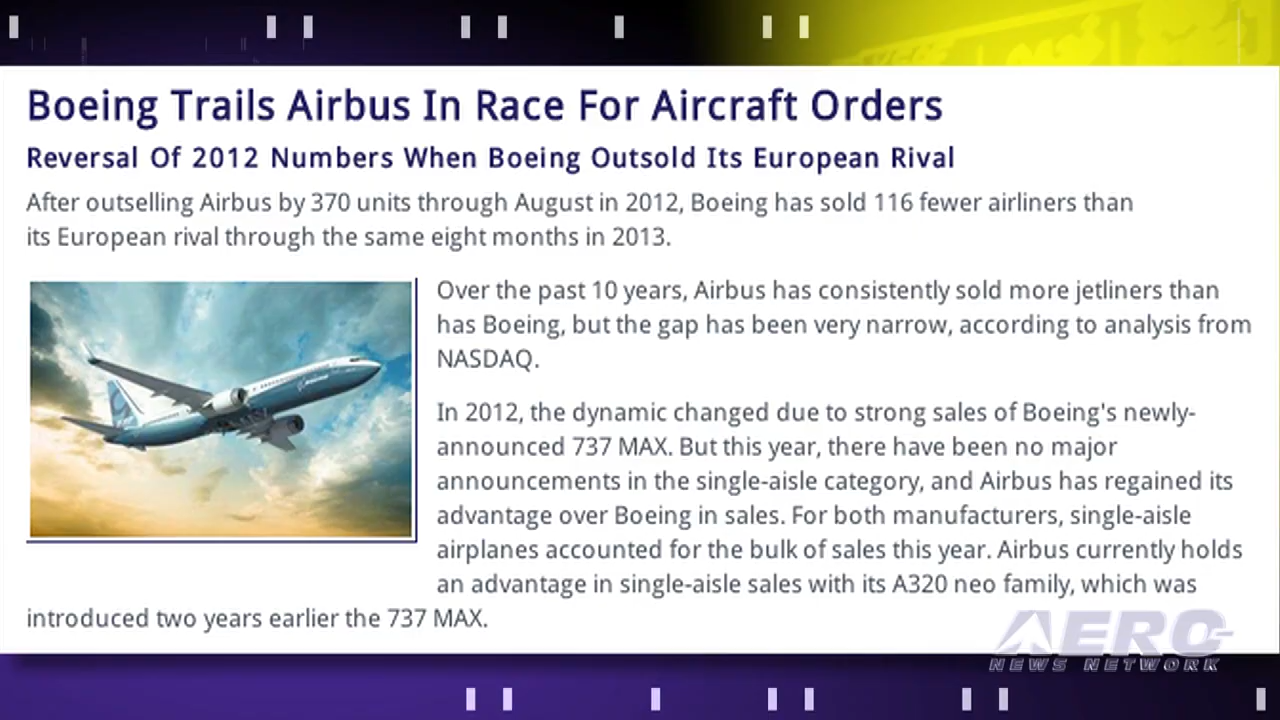 Boeing Trails Airbus In Race For Aircraft Orders
Reversal Of 2012 Numbers When Boeing Outsold Its European Rival
After outselling Airbus by 370 units through August in 2012, Boeing has sold 116 fewer airliners than
its European rival through the same eight months in 2013.
Over the past 10 years, Airbus has consistently sold more jetliners than
has Boeing, but the gap has been very narrow, according to analysis from
NASDAQ.
In 2012, the dynamic changed due to strong sales of Boeing's newly-
announced 737 MAX. But this year, there have been no major
announcements in the single-aisle category, and Airbus has regained its
advantage over Boeing in sales. For both manufacturers, single-aisle
airplanes accounted for the bulk of sales this year. Airbus currently holds
an advantage in single-aisle sales with its A320 neo family, which was
introduced two years earlier the 737 MAX.
AERO
NEWS NETWORK